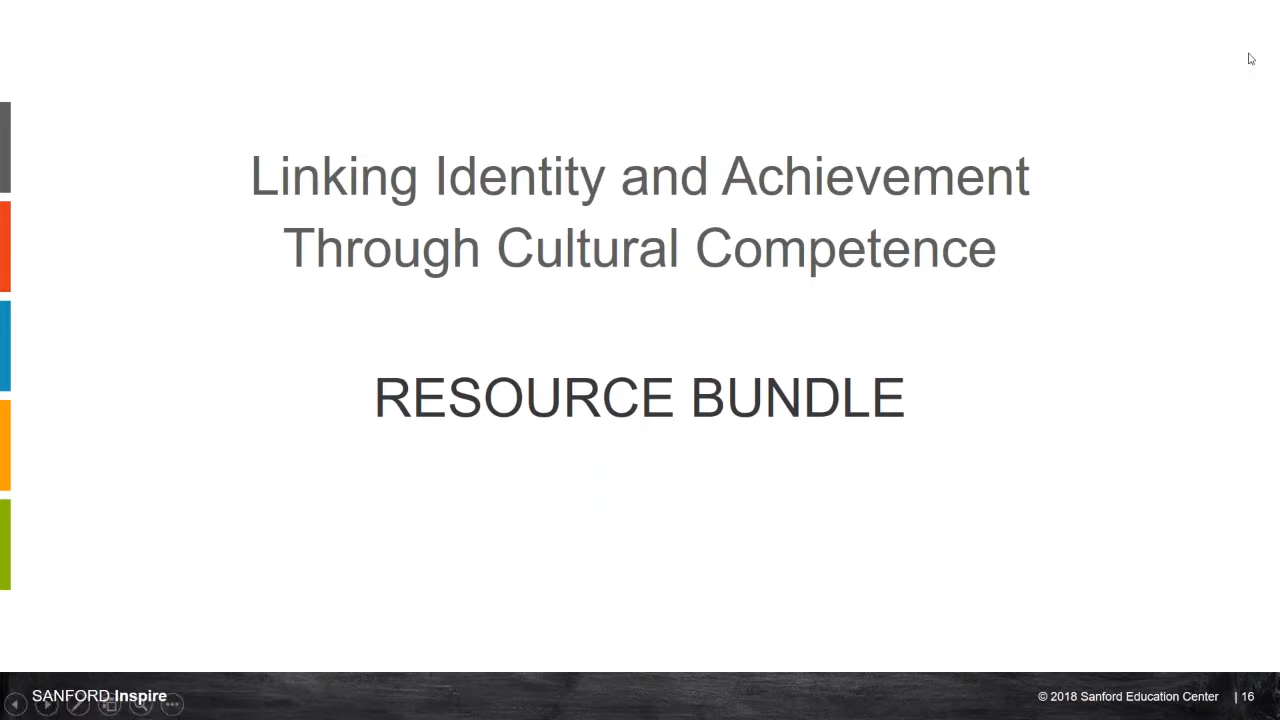 Linking Identity and Achievement
Through Cultural Competence
RESOURCE BUNDLE
SANFORD Inspire
© 2018 Sanford Education Center | 16